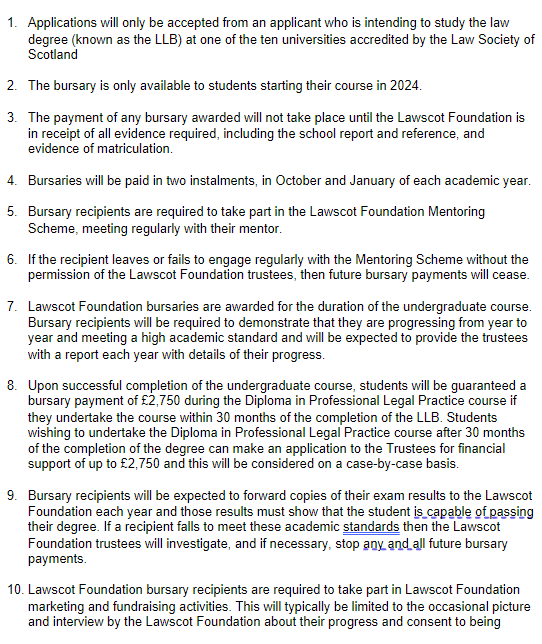 1. Applications will only be accepted from an applicant who is intending to study the law
degree (known as the LLB) at one of the ten universities accredited by the Law Society of
Scotland
2. The bursary is only available to students starting their course in 2024.
3. The payment of any bursary awarded will not take place until the Lawscot Foundation is
in receipt of all evidence required, including the school report and reference, and
evidence of matriculation.
4. Bursaries will be paid in two instalments, in October and January of each academic year.
5. Bursary recipients are required to take part in the Lawscot Foundation Mentoring
Scheme, meeting regularly with their mentor.
6. If the recipient leaves or fails to engage regularly with the Mentoring Scheme without the
permission of the Lawscot Foundation trustees, then future bursary payments will cease.
7. Lawscot Foundation bursaries are awarded for the duration of the undergraduate course.
Bursary recipients will be required to demonstrate that they are progressing from year to
year and meeting a high academic standard and will be expected to provide the trustees
with a report each year with details of their progress.
8. Upon successful completion of the undergraduate course, students will be guaranteed a
bursary payment of £2,750 during the Diploma in Professional Legal Practice course if
they undertake the course within 30 months of the completion of the LLB. Students
wishing to undertake the Diploma in Professional Legal Practice course after 30 months
of the completion of the degree can make an application to the Trustees for financial
support of up to £2,750 and this will be considered on a case-by-case basis.
9. Bursary recipients will be expected to forward copies of their exam results to the Lawscot
Foundation each year and those results must show that the student is capable of passing
their degree. If a recipient falls to meet these academic standards then the Lawscot
Foundation trustees will investigate, and if necessary, stop any and all future bursary
payments.
10. Lawscot Foundation bursary recipients are required to take part in Lawscot Foundation
marketing and fundraising activities. This will typically be limited to the occasional picture
and interview by the Lawscot Foundation about their progress and consent to being